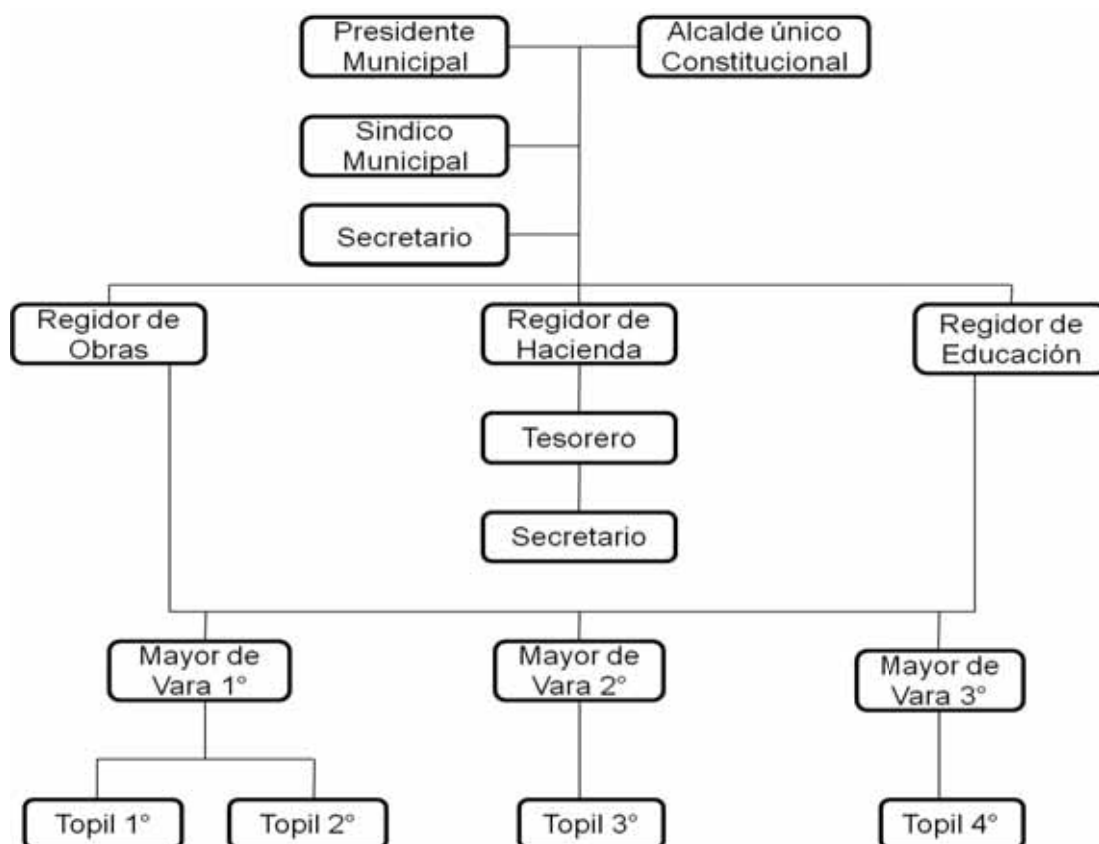 Presidente
Municipal
Alcalde único
Constitucional
Sindico
Municipal
Secretario
Regidor de
Obras
Regidor de
Hacienda
Regidor de
Educación
Tesorero
Secretario
Mayor de
Vara 1°
Mayor de
Vara 2°
Mayor de
Vara 3°
Topil 1°
Topil 2°
Topil 3°
Topil 4°